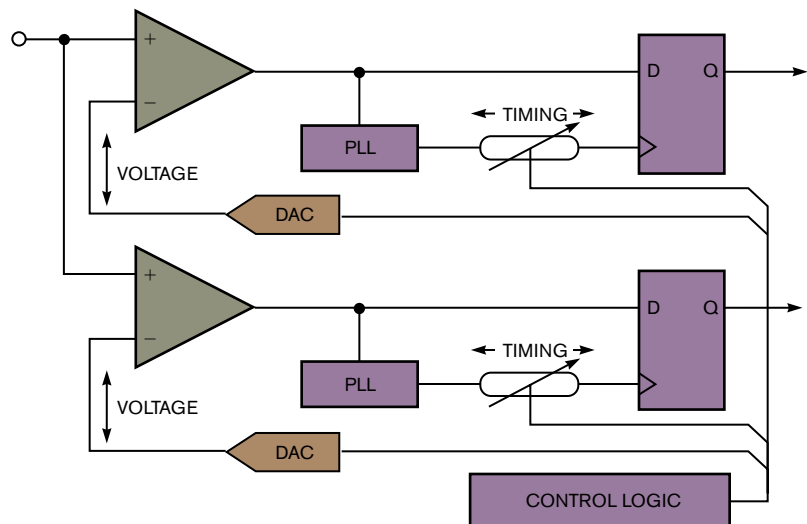 +
−
D Q
TIMING
PLL
VOLTAGE
DAC
+
−
D Q
TIMING
PLL
VOLTAGE
DAC
CONTROL LOGIC